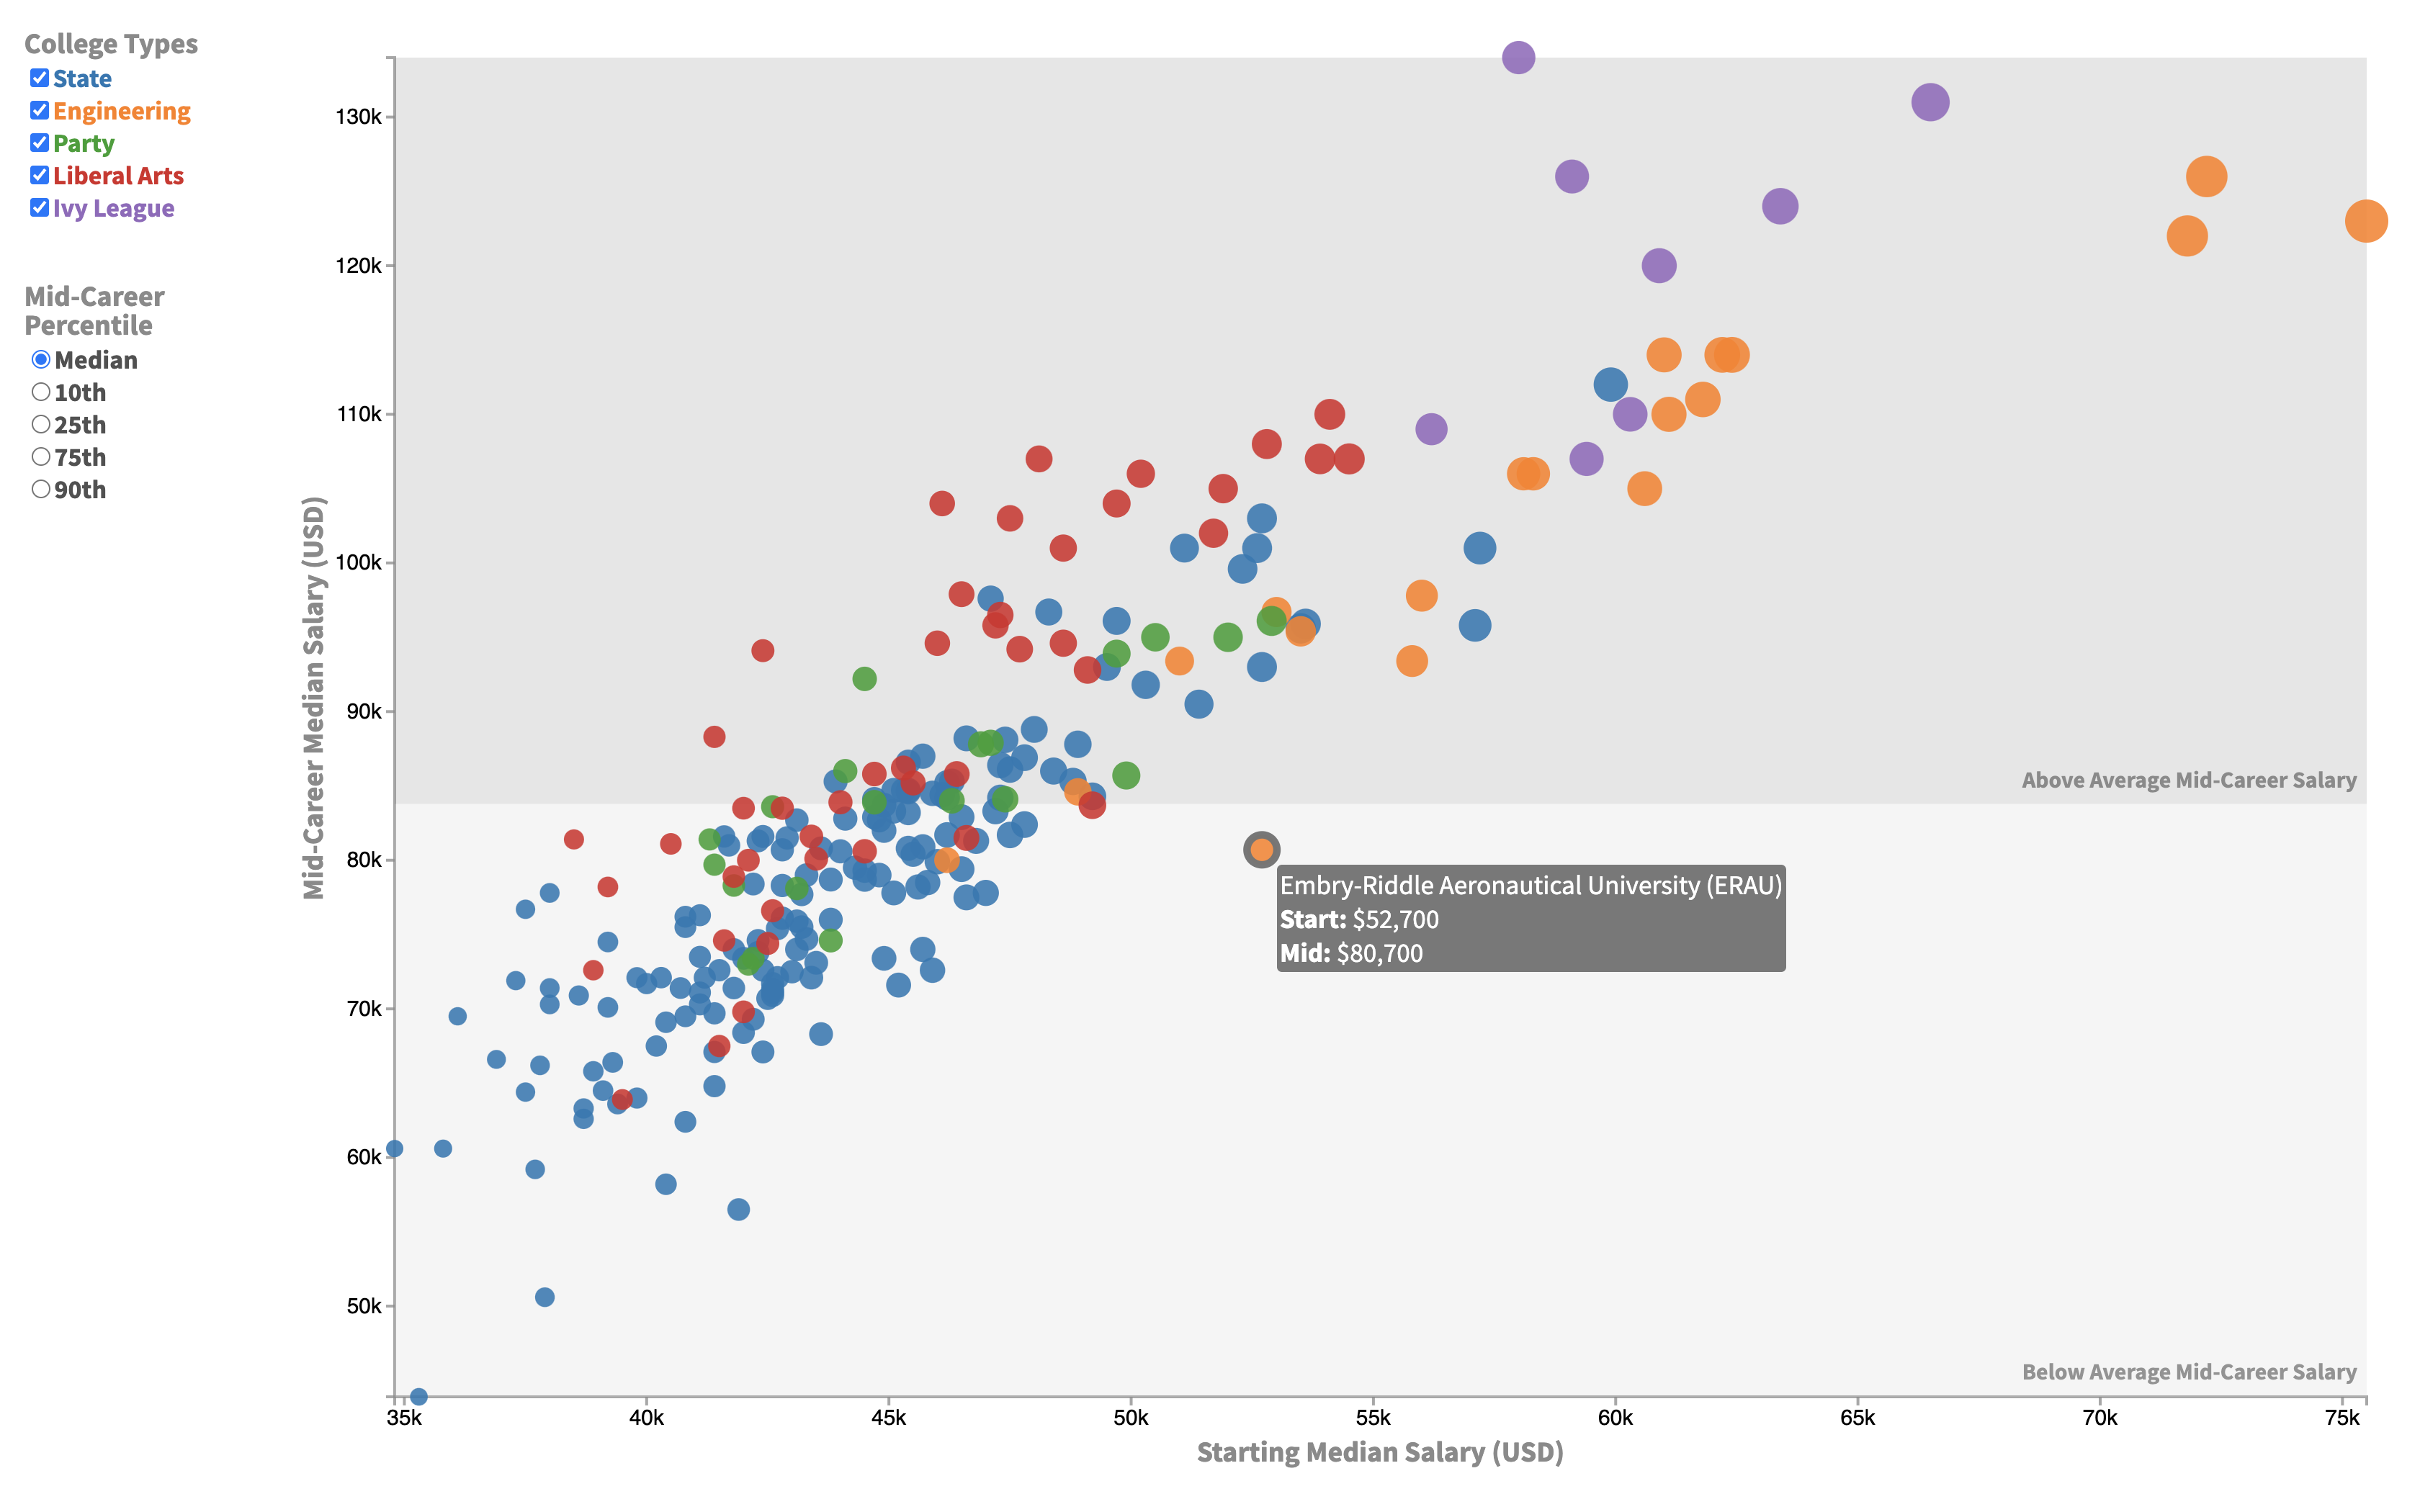 College Types
State
Engineering
Party
Liberal Arts
Ivy League
Mid-Career
Percentile
Median
10th
25th
75th
90th
Mid-Career Median Salary (USD)
130k
120k
110k
100k
90k
80k
70k
60k
50k
Above Average Mid-Career Salary
Embry-Riddle Aeronautical University (ERAU)
Start: $52,700
Mid: $80,700
Below Average Mid-Career Salary
35k 40k 45k 50k 55k 60k 65k 70k 75k
Starting Median Salary (USD)